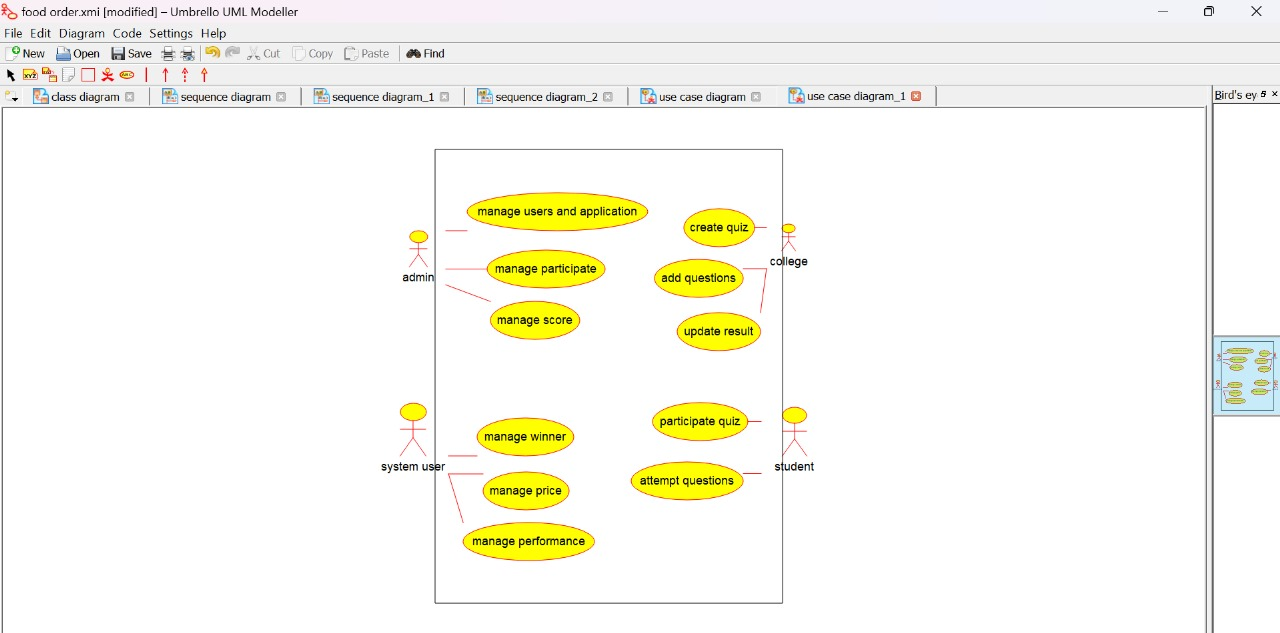 food order.xmi [modified] – Umbrello UML Modeller
File Edit Diagram Code Settings Help
New Open Save Cut Copy Paste Find
XYZ ABC
class diagram sequence diagram sequence diagram_1 sequence diagram_2 use case diagram use case diagram_1 Bird's ey
manage users and application
create quiz
admin
college
manage participate
add questions
manage score
update result
system user
student
manage winner
participate quiz
manage price
attempt questions
manage performance